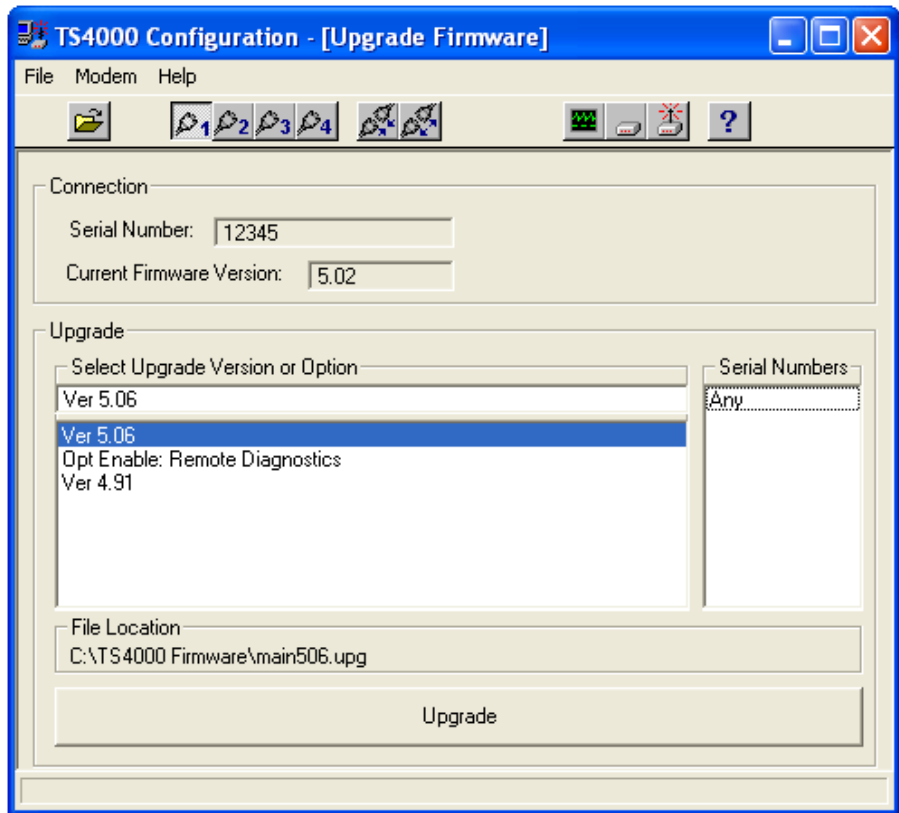 TS4000 Configuration - [Upgrade Firmware]
File Modem Help
1 2 3 4 ?
Connection
Serial Number: 12345
Current Firmware Version: 5.02
Upgrade
Select Upgrade Version or Option Serial Numbers
Ver 5.06 Any
Ver 5.06
Opt Enable: Remote Diagnostics
Ver 4.91
File Location
C:\TS4000 Firmware\main506.upg
Upgrade